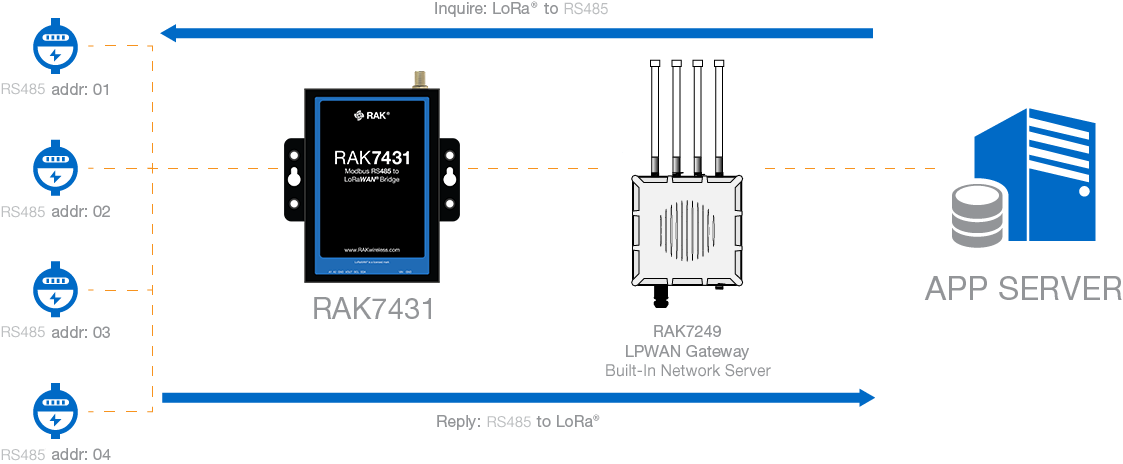 Inquire: LoRa® to RS485
RS485 addr: 01
RS485 addr: 02
RS485 addr: 03
RS485 addr: 04
RAK®
RAK7431
Modbus RS485 to
LoRaWAN® Bridge
www.RAKwireless.com
RAK7431
RAK7249
LPWAN Gateway
Built-In Network Server
APP SERVER
Reply: RS485 to LoRa®